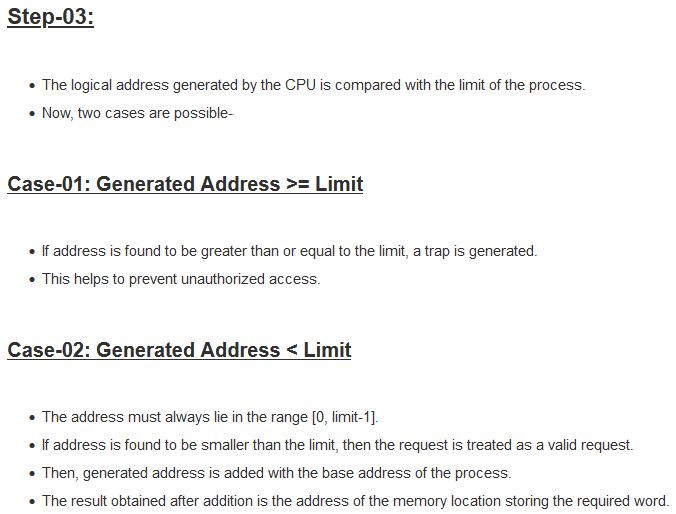 Step-03:
• The logical address generated by the CPU is compared with the limit of the process.
• Now, two cases are possible-
Case-01: Generated Address >= Limit
• If address is found to be greater than or equal to the limit, a trap is generated.
• This helps to prevent unauthorized access.
Case-02: Generated Address < Limit
• The address must always lie in the range [0, limit-1].
• If address is found to be smaller than the limit, then the request is treated as a valid request.
• Then, generated address is added with the base address of the process.
• The result obtained after addition is the address of the memory location storing the required word.